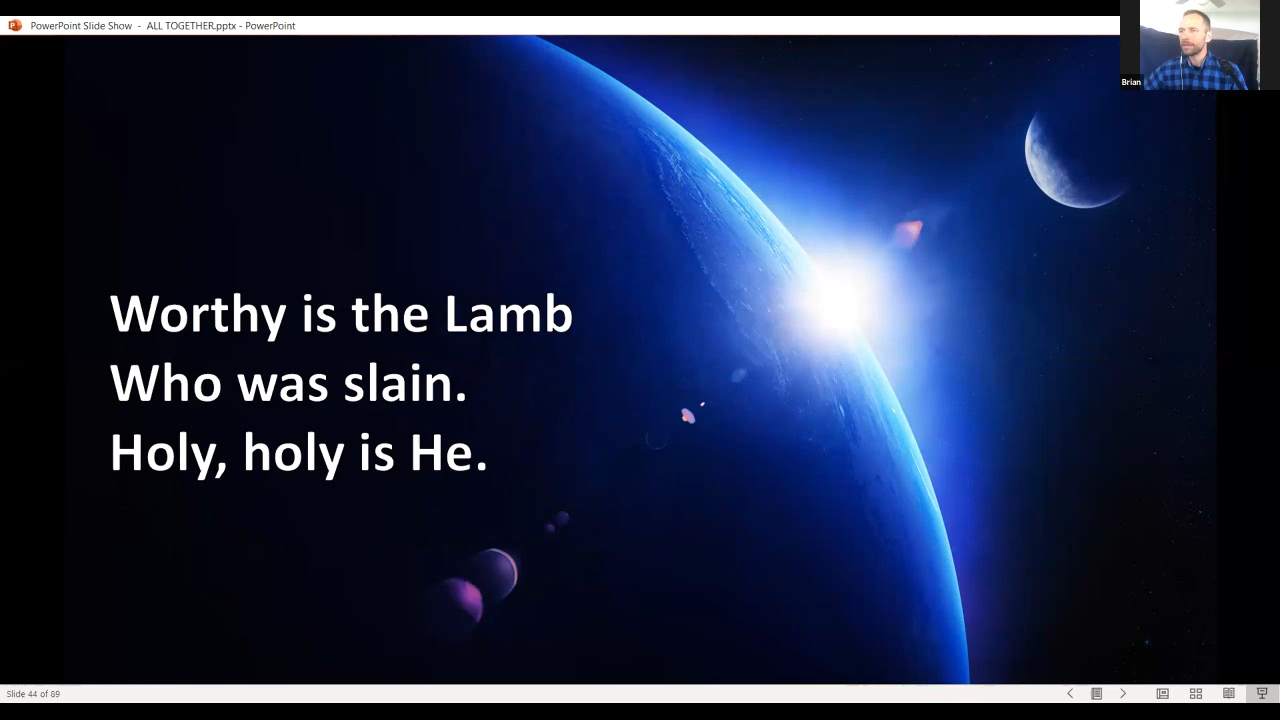 PowerPoint Slide Show - ALL TOGETHER.pptx - PowerPoint
Brian
Worthy is the Lamb
Who was slain.
Holy, holy is He.
Slide 44 of 89